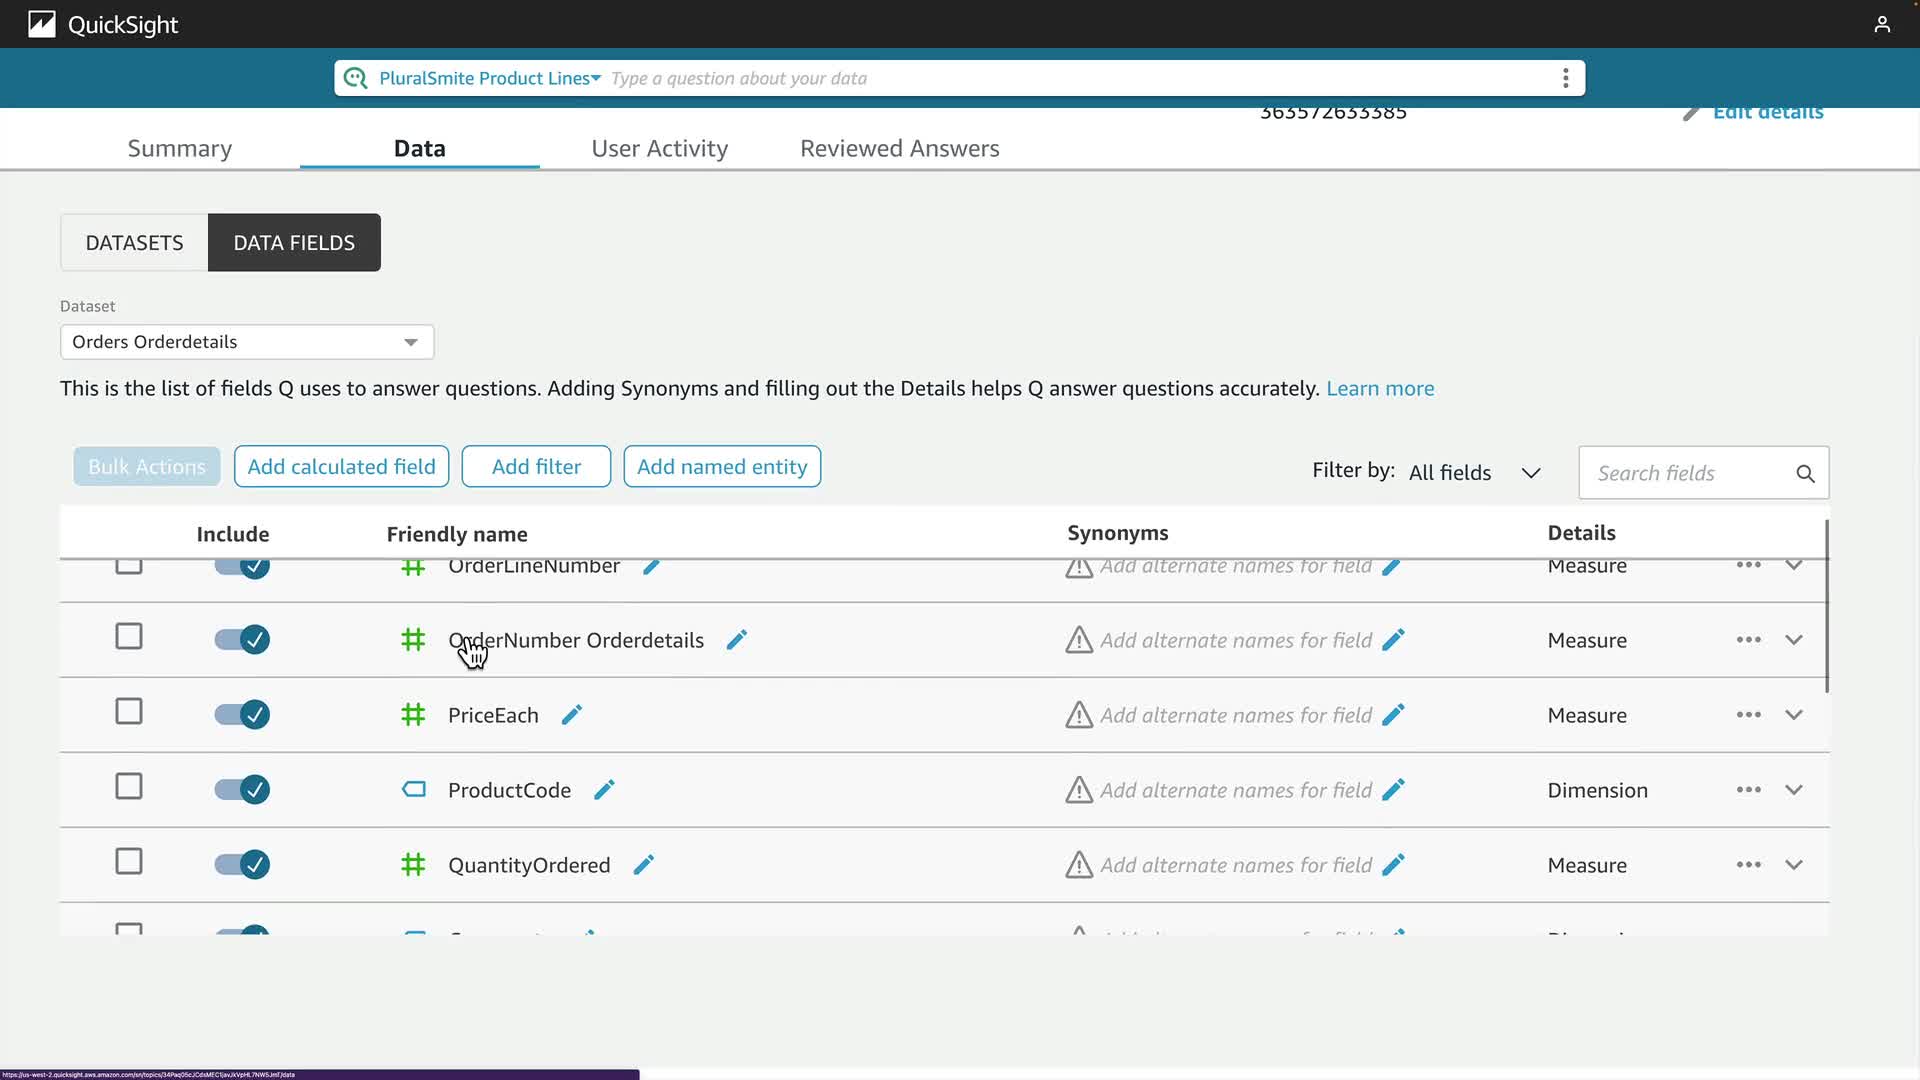 QuickSight
PluralSmite Product Lines Type a question about your data
363572633385 Edit details
Summary Data User Activity Reviewed Answers
DATASETS DATA FIELDS
Dataset
Orders Orderdetails
This is the list of fields Q uses to answer questions. Adding Synonyms and filling out the Details helps Q answer questions accurately. Learn more
Bulk Actions Add calculated field Add filter Add named entity Filter by: All fields Search fields
Include Friendly name Synonyms Details
OrderLineNumber Add alternate names for field Measure
OrderNumber Orderdetails Add alternate names for field Measure
PriceEach Add alternate names for field Measure
ProductCode Add alternate names for field Dimension
QuantityOrdered Add alternate names for field Measure